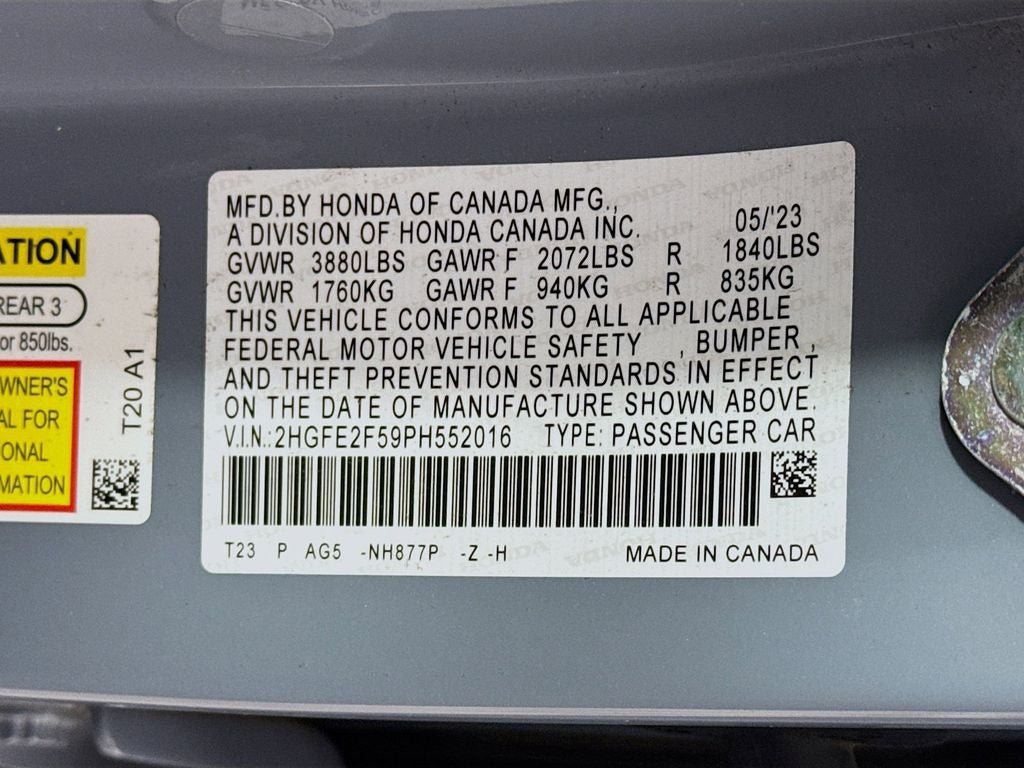 MFD.BY HONDA OF CANADA MFG.,
A DIVISION OF HONDA CANADA INC. 05/'23
GVWR 3880LBS GAWR F 2072LBS R 1840LBS
GVWR 1760KG GAWR F 940KG R 835KG
THIS VEHICLE CONFORMS TO ALL APPLICABLE
FEDERAL MOTOR VEHICLE SAFETY , BUMPER ,
AND THEFT PREVENTION STANDARDS IN EFFECT
ON THE DATE OF MANUFACTURE SHOWN ABOVE.
V.I.N.: 2HGFE2F59PH552016 TYPE: PASSENGER CAR
T23 P AG5 -NH877P -Z -H MADE IN CANADA
ATION
REAR 3
or 850lbs.
WNER'S
AL FOR
IONAL
MATION
T20 A1